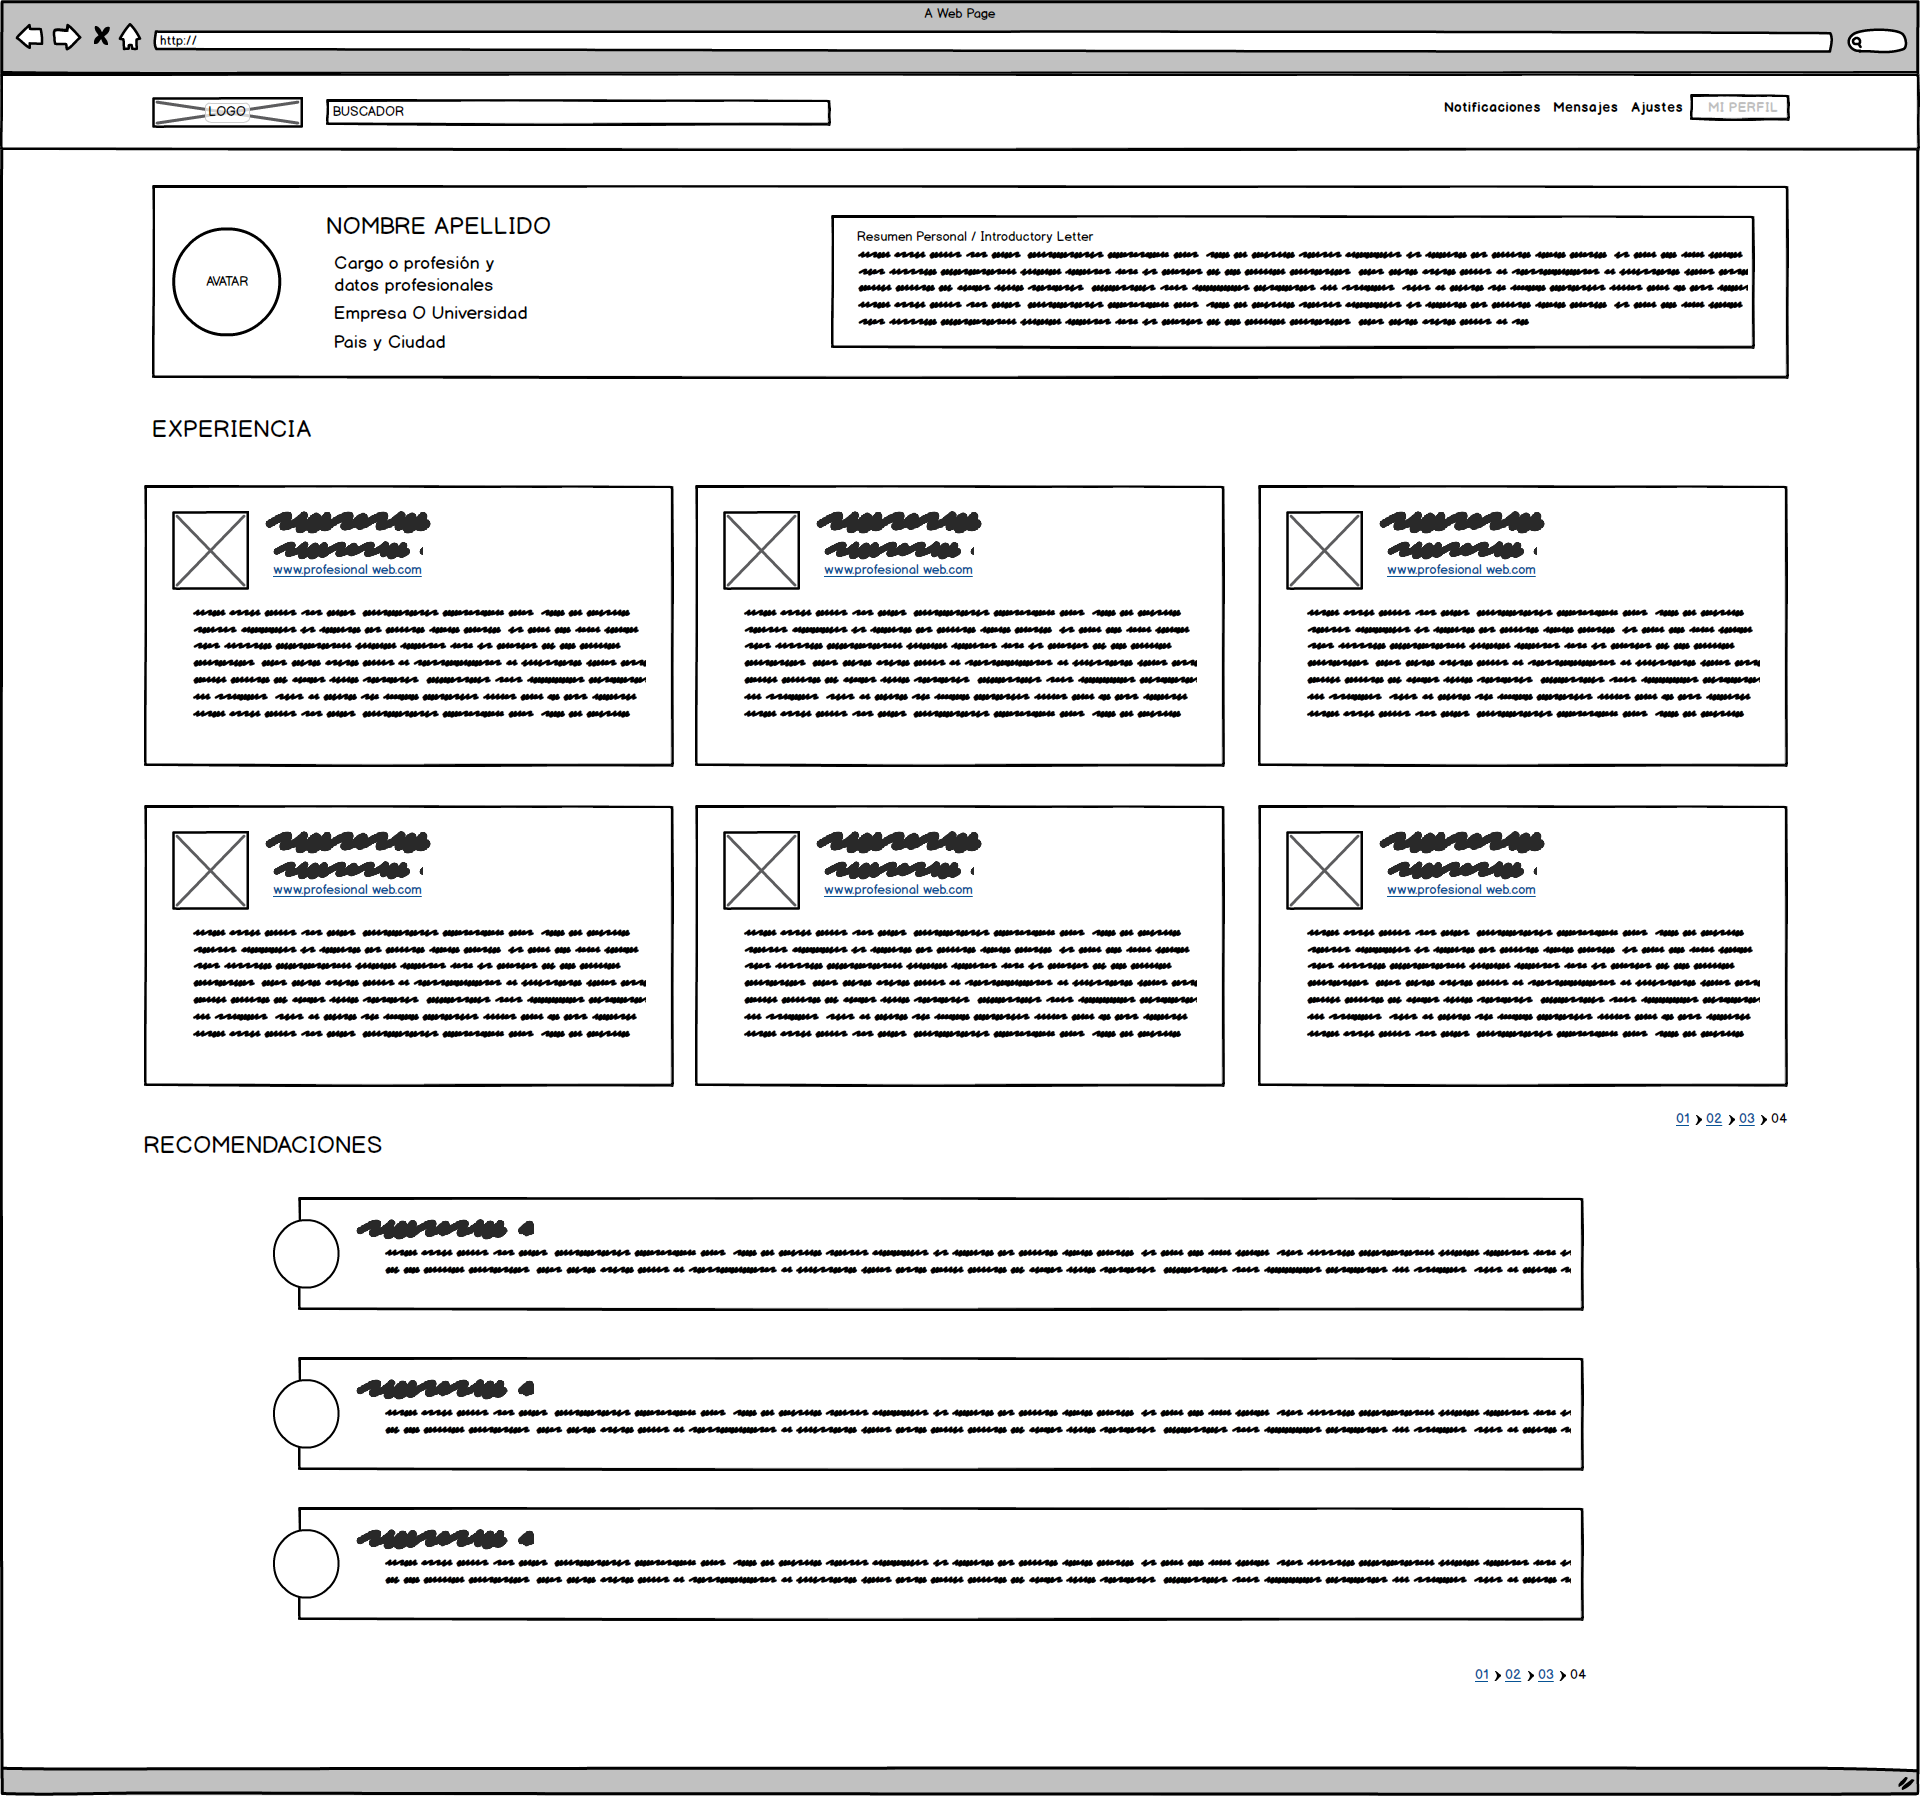 A Web Page
http://
LOGO
BUSCADOR
Notificaciones Mensajes Ajustes MI PERFIL
NOMBRE APELLIDO
AVATAR
Cargo o profesión y
datos profesionales
Empresa O Universidad
Pais y Ciudad
Resumen Personal / Introductory Letter
EXPERIENCIA
www.profesional web.com
www.profesional web.com
www.profesional web.com
www.profesional web.com
www.profesional web.com
www.profesional web.com
01 02 03 04
RECOMENDACIONES
01 02 03 04